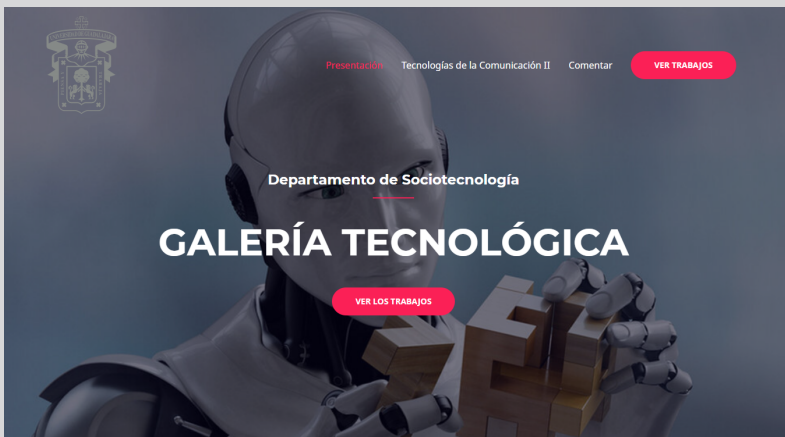 Presentación
Tecnologías de la Comunicación II
Comentar
VER TRABAJOS
Departamento de Sociotecnología
GALERÍA TECNOLÓGICA
VER LOS TRABAJOS